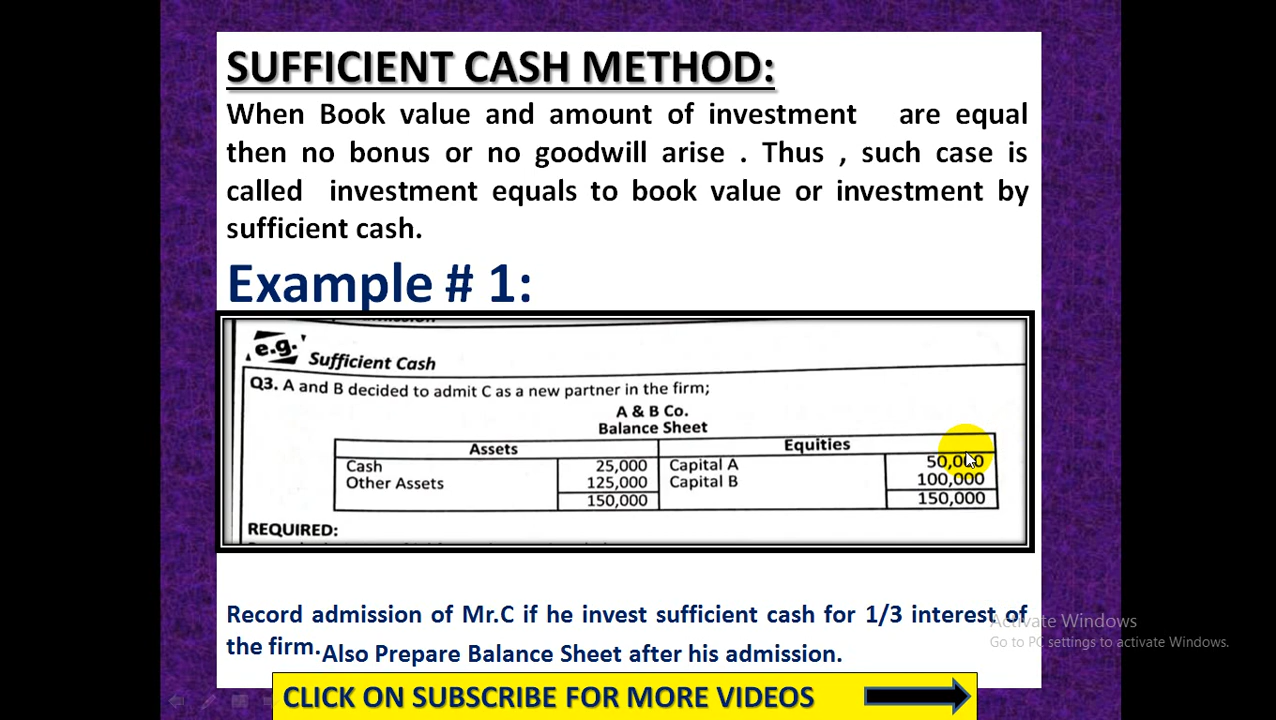 SUFFICIENT CASH METHOD:
When Book value and amount of investment are equal
then no bonus or no goodwill arise . Thus , such case is
called investment equals to book value or investment by
sufficient cash.
Example # 1:
e.g.
Sufficient Cash
Q3. A and B decided to admit C as a new partner in the firm;
A & B Co.
Balance Sheet
Assets Equities
Cash 25,000 Capital A 50,000
Other Assets 125,000 Capital B 100,000
150,000 150,000
REQUIRED:
Record admission of Mr.C if he invest sufficient cash for 1/3 interest of
the firm. Also Prepare Balance Sheet after his admission.
Activate Windows
Go to PC settings to activate Windows.
CLICK ON SUBSCRIBE FOR MORE VIDEOS